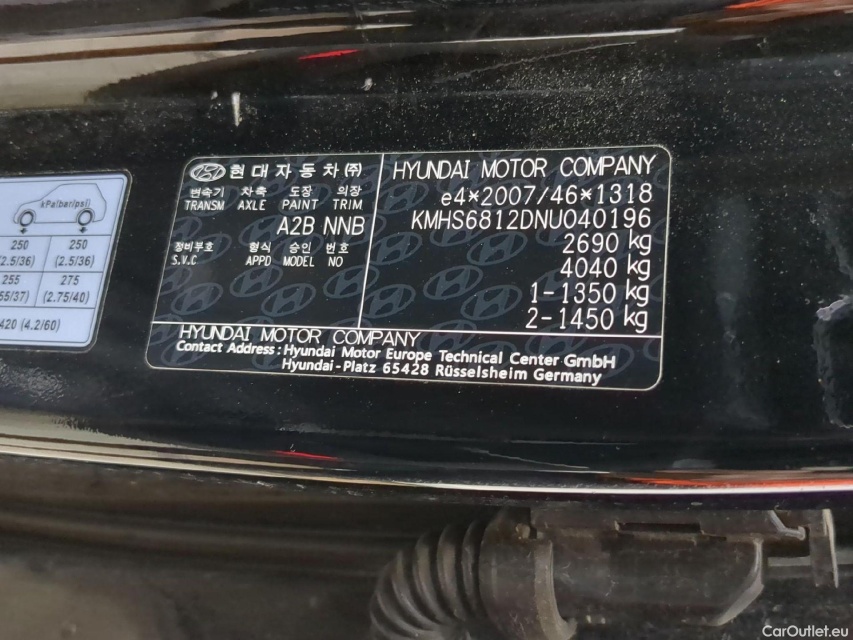 kPa(bar/psi)
250 250
(2.5/36) (2.5/36)
255 275
55/37) (2.75/40)
420 (4.2/60)
현대자동차㈜
변속기 차축 도장 의장
TRANSM AXLE PAINT TRIM
A2B NNB
정비부호 형식 승인 번호
S.V.C APPD MODEL NO
HYUNDAI MOTOR COMPANY
e4*2007/46*1318
KMHS6812DNU040196
2690 kg
4040 kg
1-1350 kg
2-1450 kg
HYUNDAI MOTOR COMPANY
Contact Address : Hyundai Motor Europe Technical Center GmbH
Hyundai-Platz 65428 Rüsselsheim Germany
CarOutlet.eu